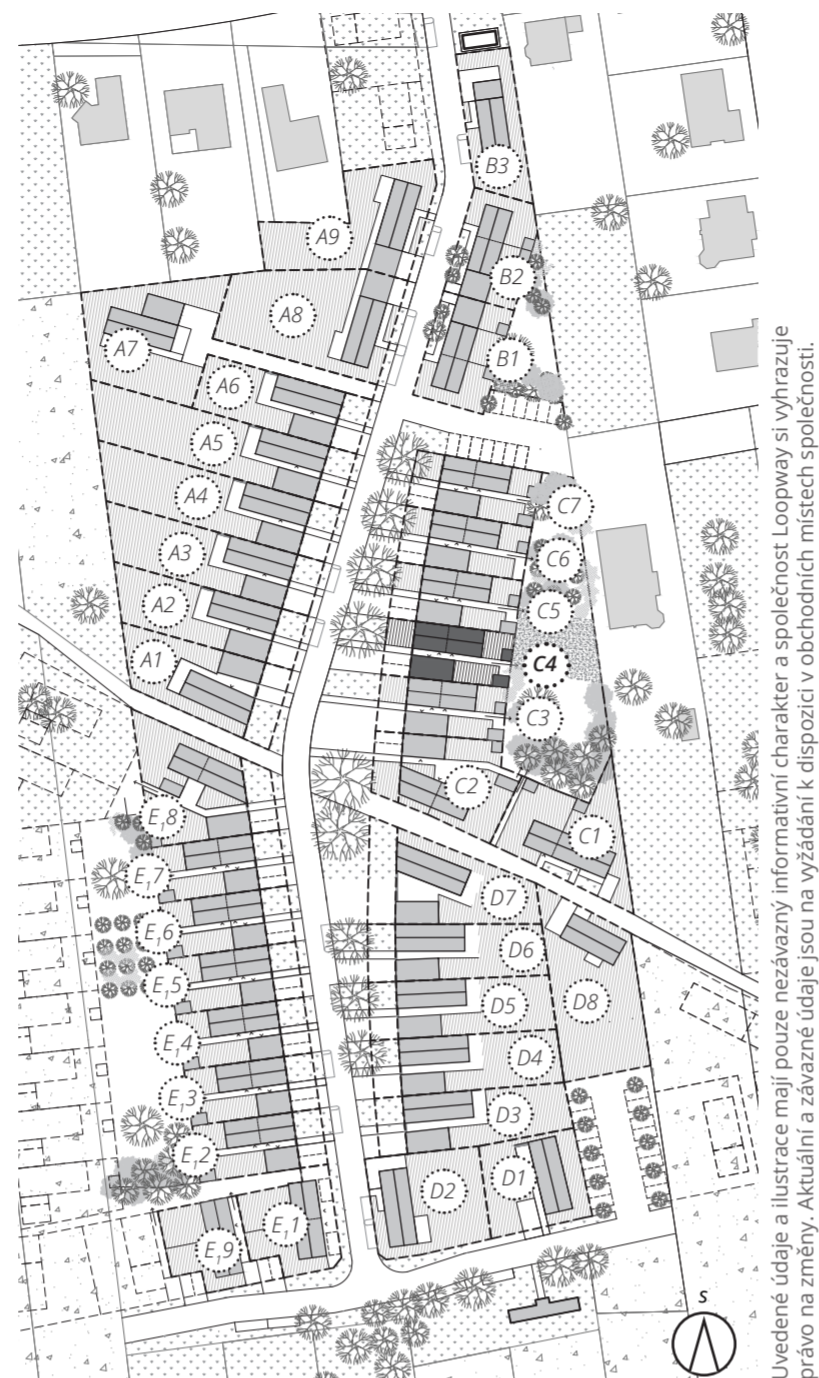 A9
B3
A8
B2
A7
B1
A6
A5
A4
C7
A3
C6
A2
C5
A1
C4
C3
C2
E₁8
C1
E₁7
D7
E₁6
D6
E₁5
D5
D8
E₁4
D4
E₁3
D3
E₁2
D2
D1
E₁1
E₁9
S
Uvedené údaje a ilustrace mají pouze nezávazný informativní charakter a společnost Loopway si vyhrazuje
právo na změny. Aktuální a závazné údaje jsou na vyžádání k dispozici v obchodních místech společnosti.